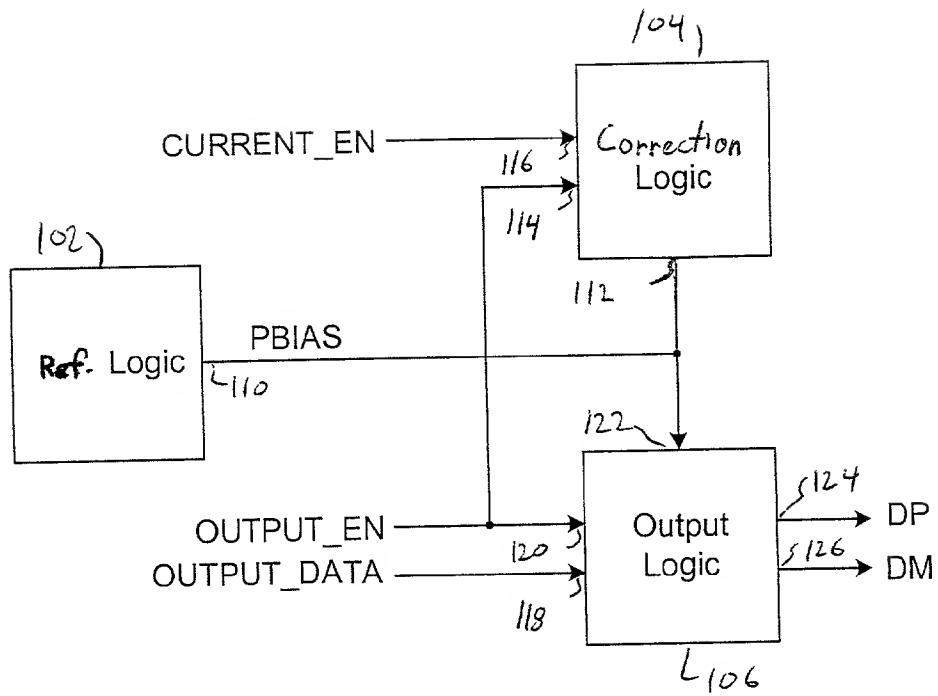 104
CURRENT_EN
Correction
Logic
116
114
102
112
PBIAS
Ref. Logic
110
122
124
OUTPUT_EN
Output
Logic
DP
120
126
OUTPUT_DATA
DM
118
106